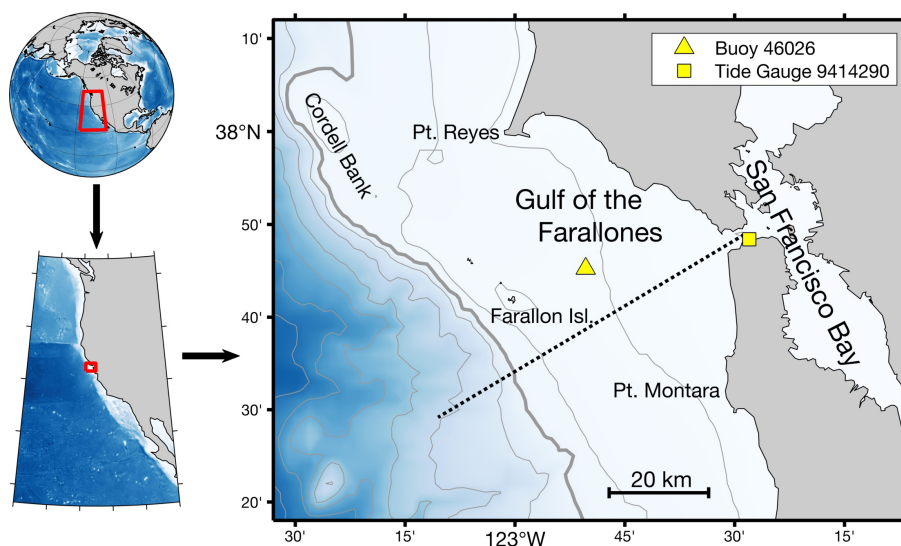 Buoy 46026
Tide Gauge 9414290
10'
38°N
50'
40'
30'
20'
Cordell Bank
Pt. Reyes
Gulf of the
Farallones
San Francisco Bay
Farallon Isl.
Pt. Montara
20 km
30'
15'
123°W
45'
30'
15'